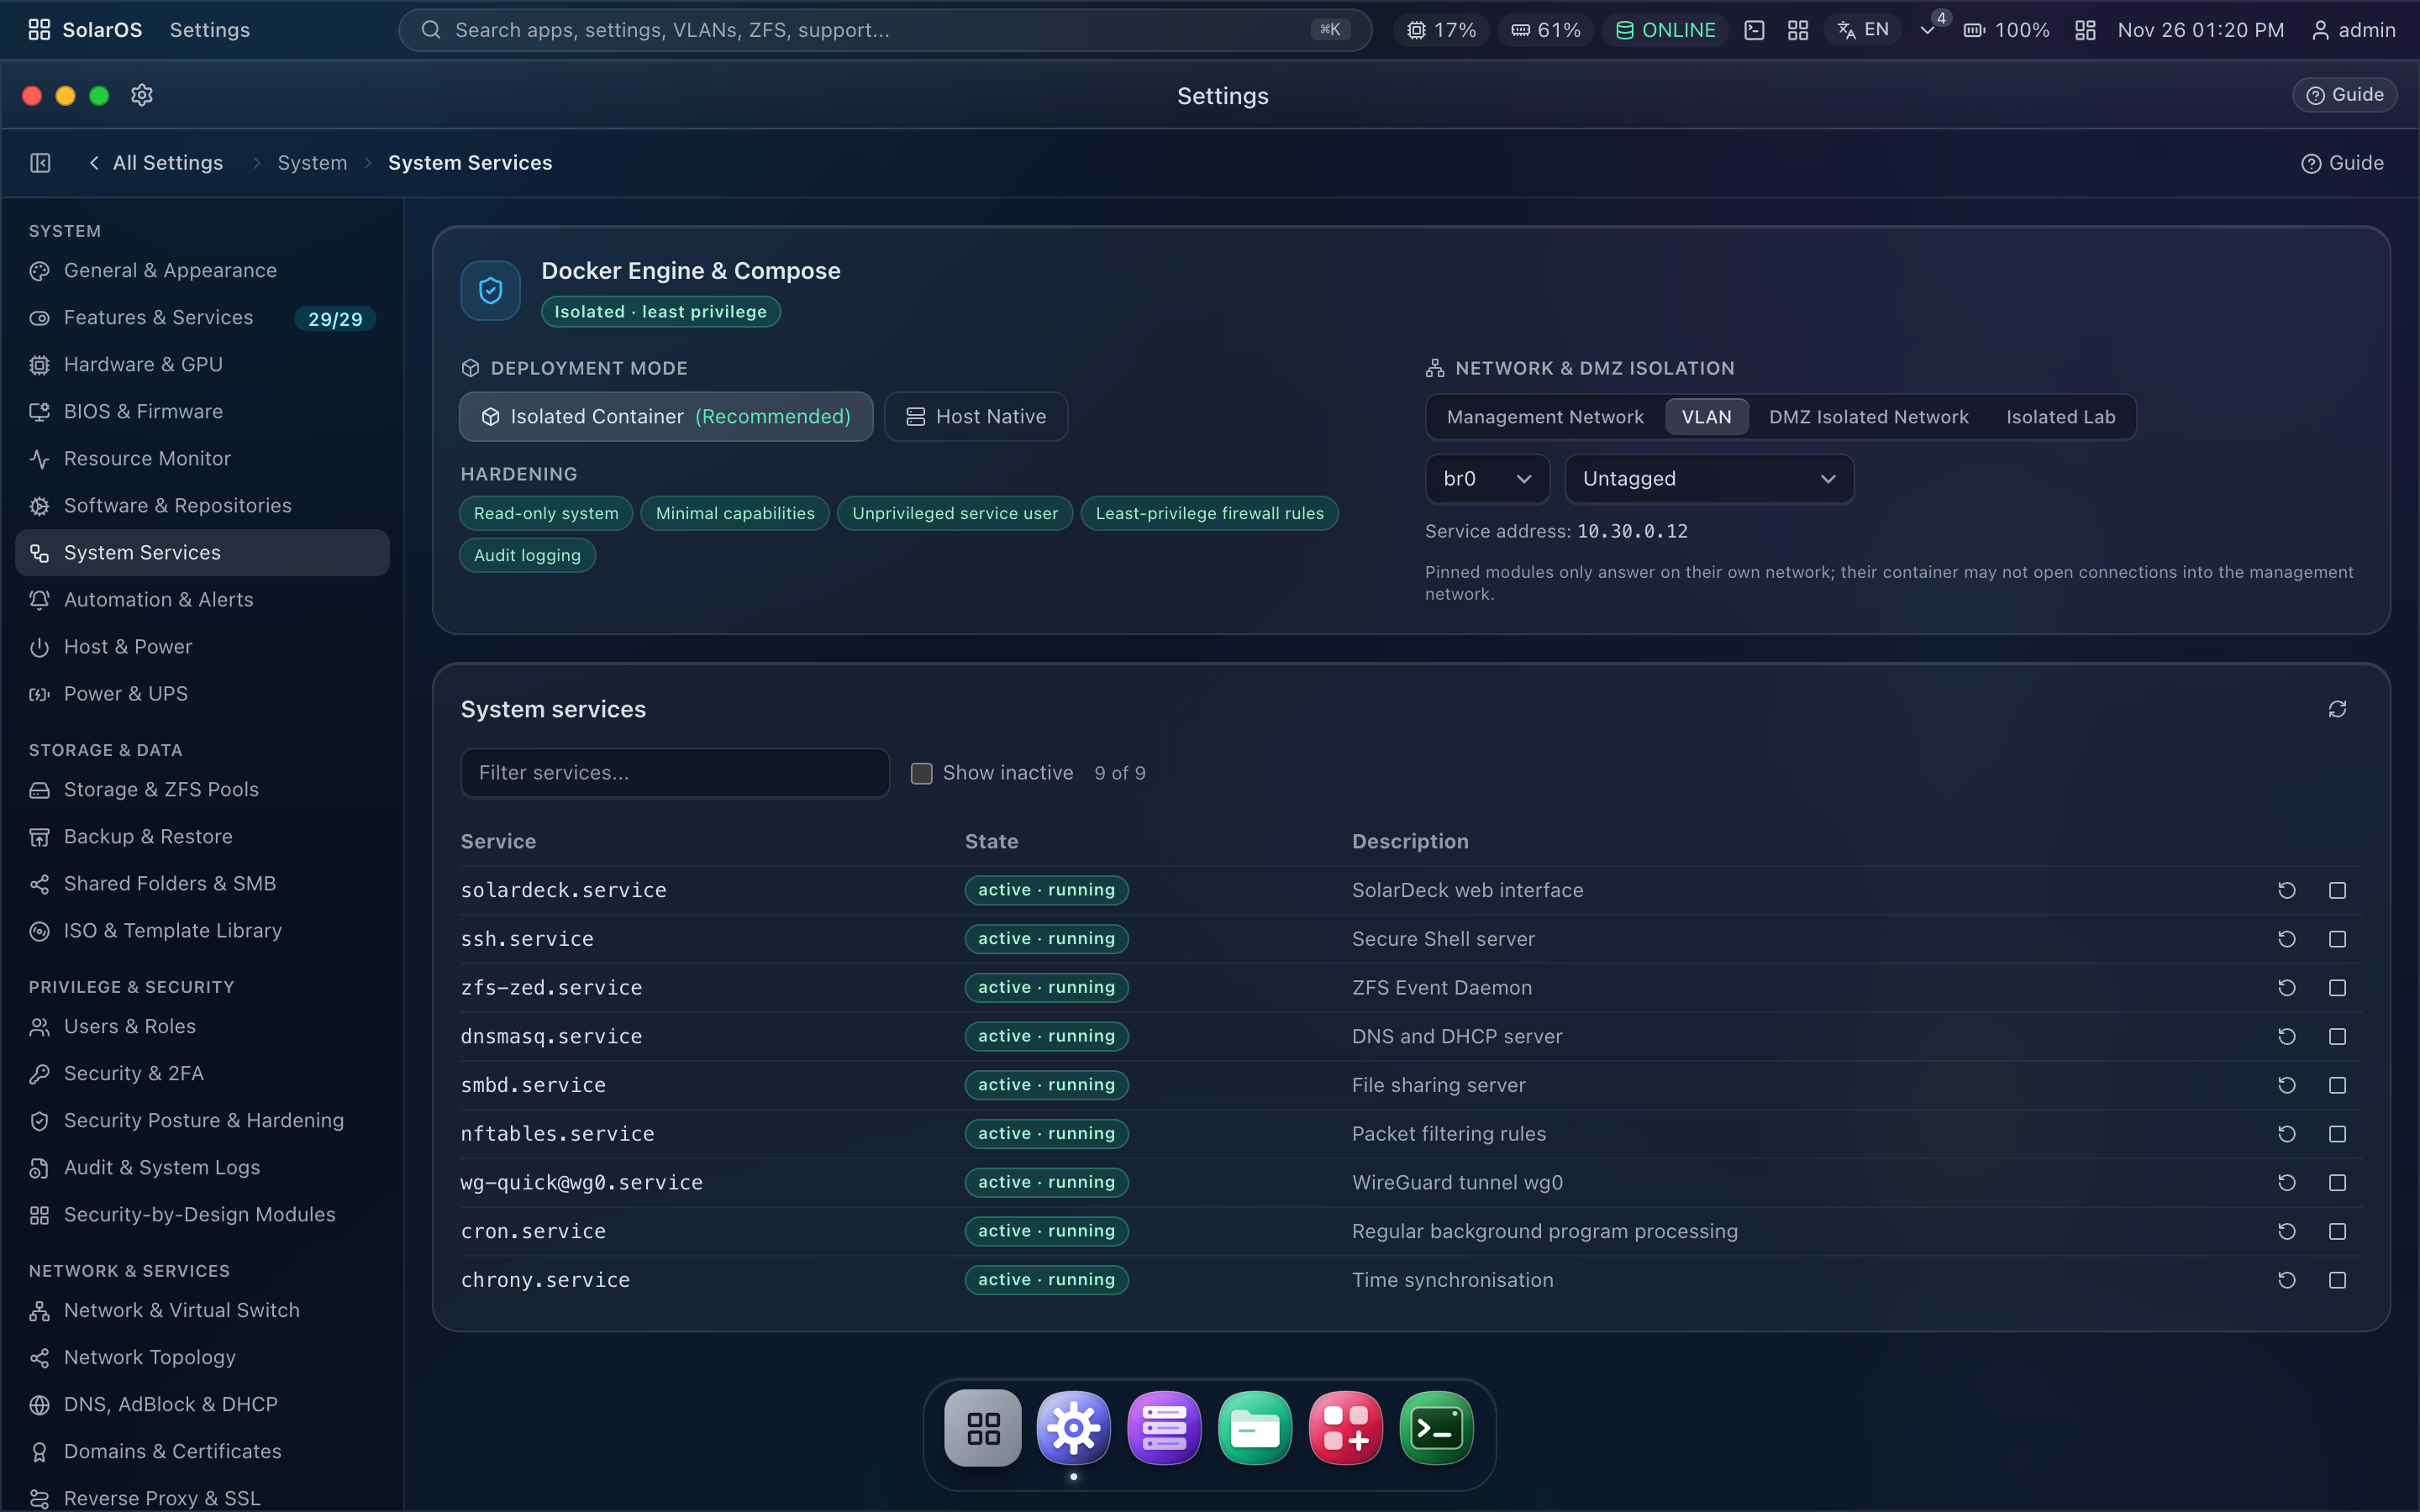 SolarOS Settings Search apps, settings, VLANs, ZFS, support... ⌘K 17% 61% ONLINE EN 4 100% Nov 26 01:20 PM admin
Settings Guide
All Settings System System Services Guide
SYSTEM
General & Appearance
Features & Services 29/29
Hardware & GPU
BIOS & Firmware
Resource Monitor
Software & Repositories
System Services
Automation & Alerts
Host & Power
Power & UPS
STORAGE & DATA
Storage & ZFS Pools
Backup & Restore
Shared Folders & SMB
ISO & Template Library
PRIVILEGE & SECURITY
Users & Roles
Security & 2FA
Security Posture & Hardening
Audit & System Logs
Security-by-Design Modules
NETWORK & SERVICES
Network & Virtual Switch
Network Topology
DNS, AdBlock & DHCP
Domains & Certificates
Reverse Proxy & SSL
Docker Engine & Compose
Isolated · least privilege
DEPLOYMENT MODE
Isolated Container (Recommended) Host Native
HARDENING
Read-only system Minimal capabilities Unprivileged service user Least-privilege firewall rules
Audit logging
NETWORK & DMZ ISOLATION
Management Network VLAN DMZ Isolated Network Isolated Lab
br0 Untagged
Service address: 10.30.0.12
Pinned modules only answer on their own network; their container may not open connections into the management
network.
System services
Filter services... Show inactive 9 of 9
Service State Description
solardeck.service active · running SolarDeck web interface
ssh.service active · running Secure Shell server
zfs-zed.service active · running ZFS Event Daemon
dnsmasq.service active · running DNS and DHCP server
smbd.service active · running File sharing server
nftables.service active · running Packet filtering rules
wg-quick@wg0.service active · running WireGuard tunnel wg0
cron.service active · running Regular background program processing
chrony.service active · running Time synchronisation